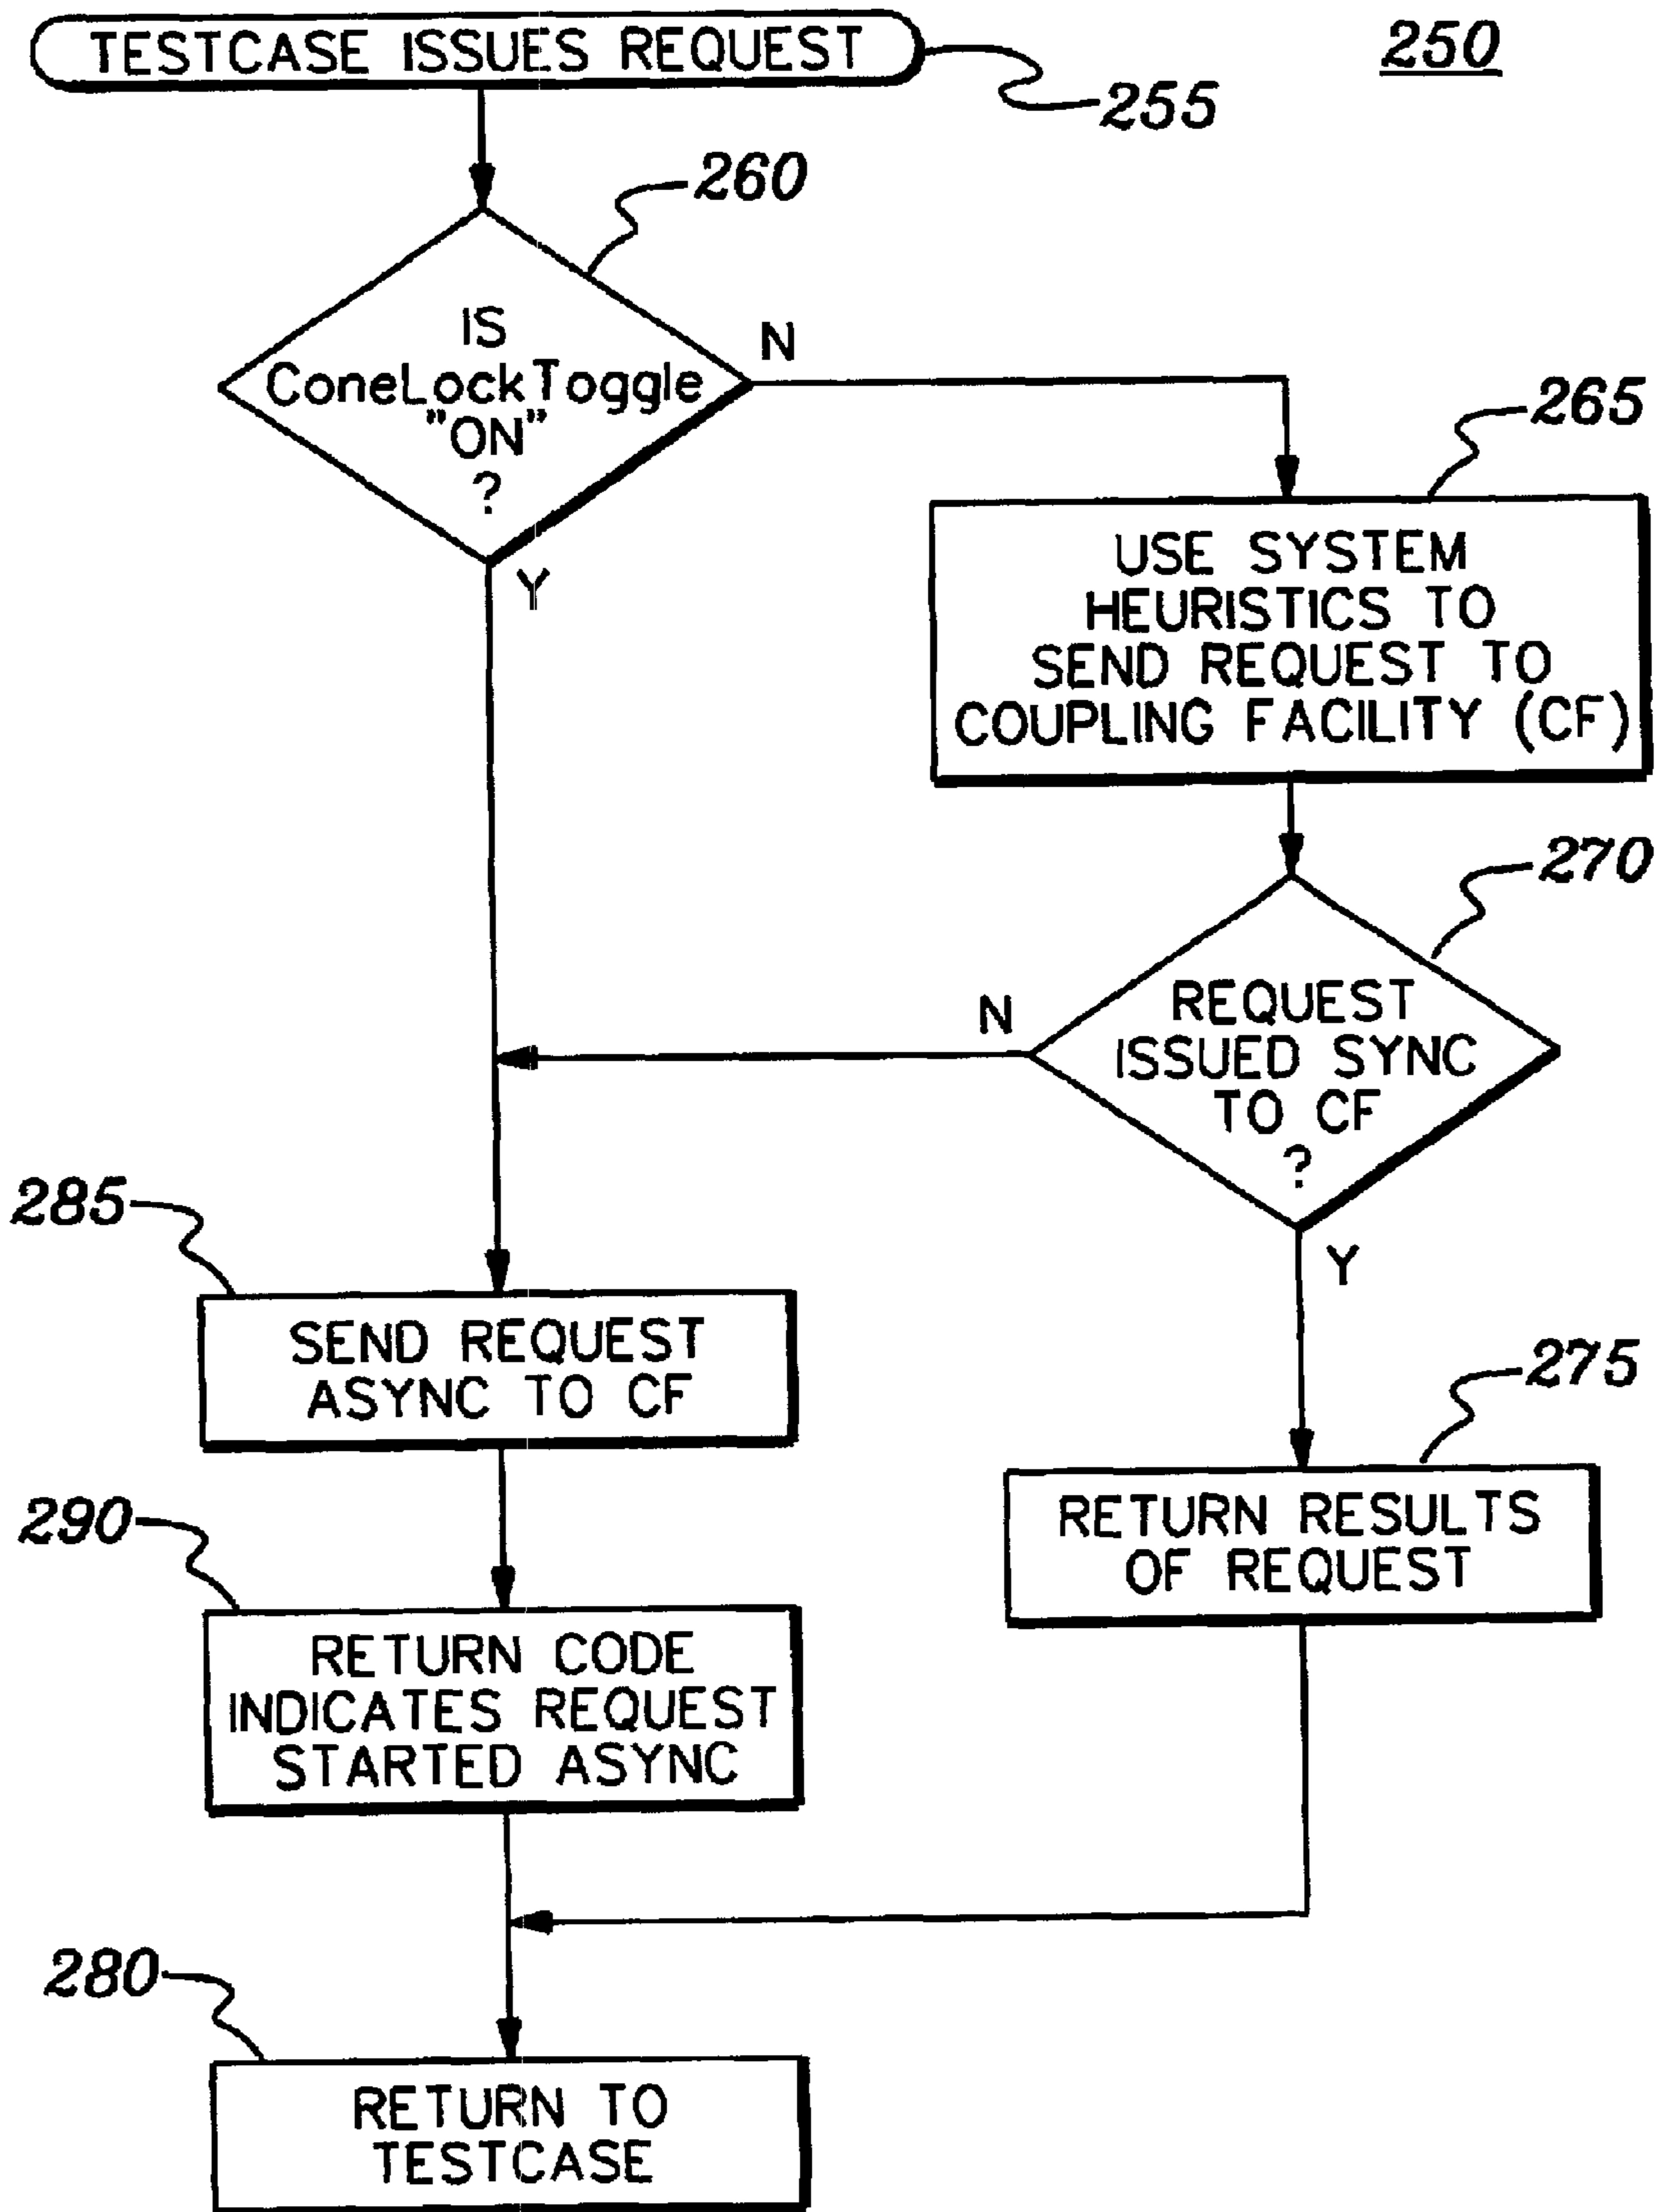 TESTCASE ISSUES REQUEST
250
255
260
IS
ConeLockToggle
"ON"
?
N
Y
265
USE SYSTEM
HEURISTICS TO
SEND REQUEST TO
COUPLING FACILITY (CF)
270
REQUEST
ISSUED SYNC
TO CF
?
N
Y
285
SEND REQUEST
ASYNC TO CF
275
RETURN RESULTS
OF REQUEST
290
RETURN CODE
INDICATES REQUEST
STARTED ASYNC
280
RETURN TO
TESTCASE